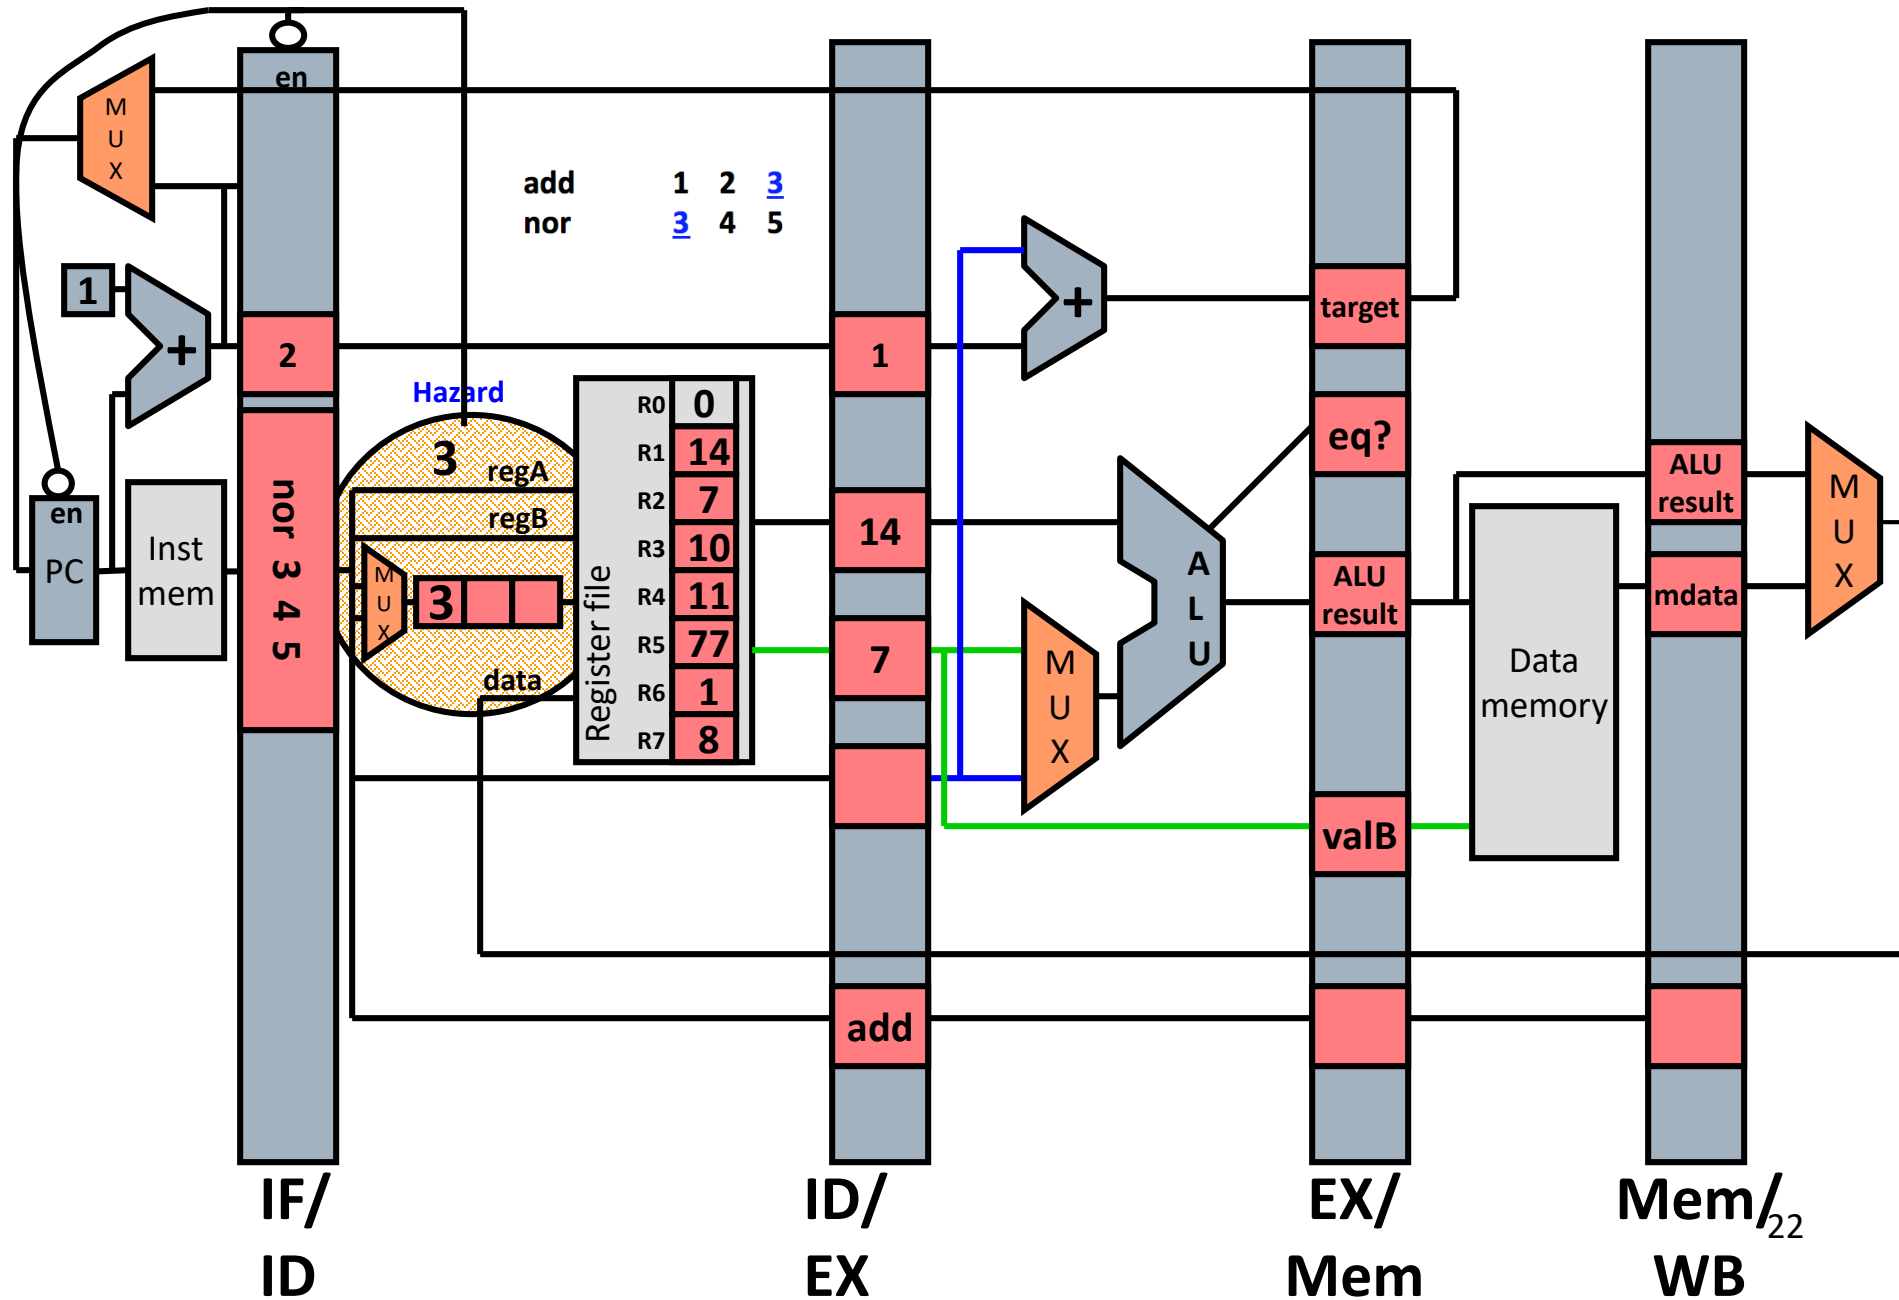 en
M
U
X
add 1 2 3
nor 3 4 5
1
+
2
1
+
target
Hazard
R0 0
3
regA
R1 14
eq?
ALU
result
M
U
X
en
PC
Inst
mem
nor 3 4 5
regB
R2 7
14
R3 10
A
L
U
ALU
result
mdata
M
U
X
3
R4 11
Register file
R5 77
7
M
U
X
Data
memory
data
R6 1
R7 8
valB
add
IF/
ID
ID/
EX
EX/
Mem
Mem/
WB
22